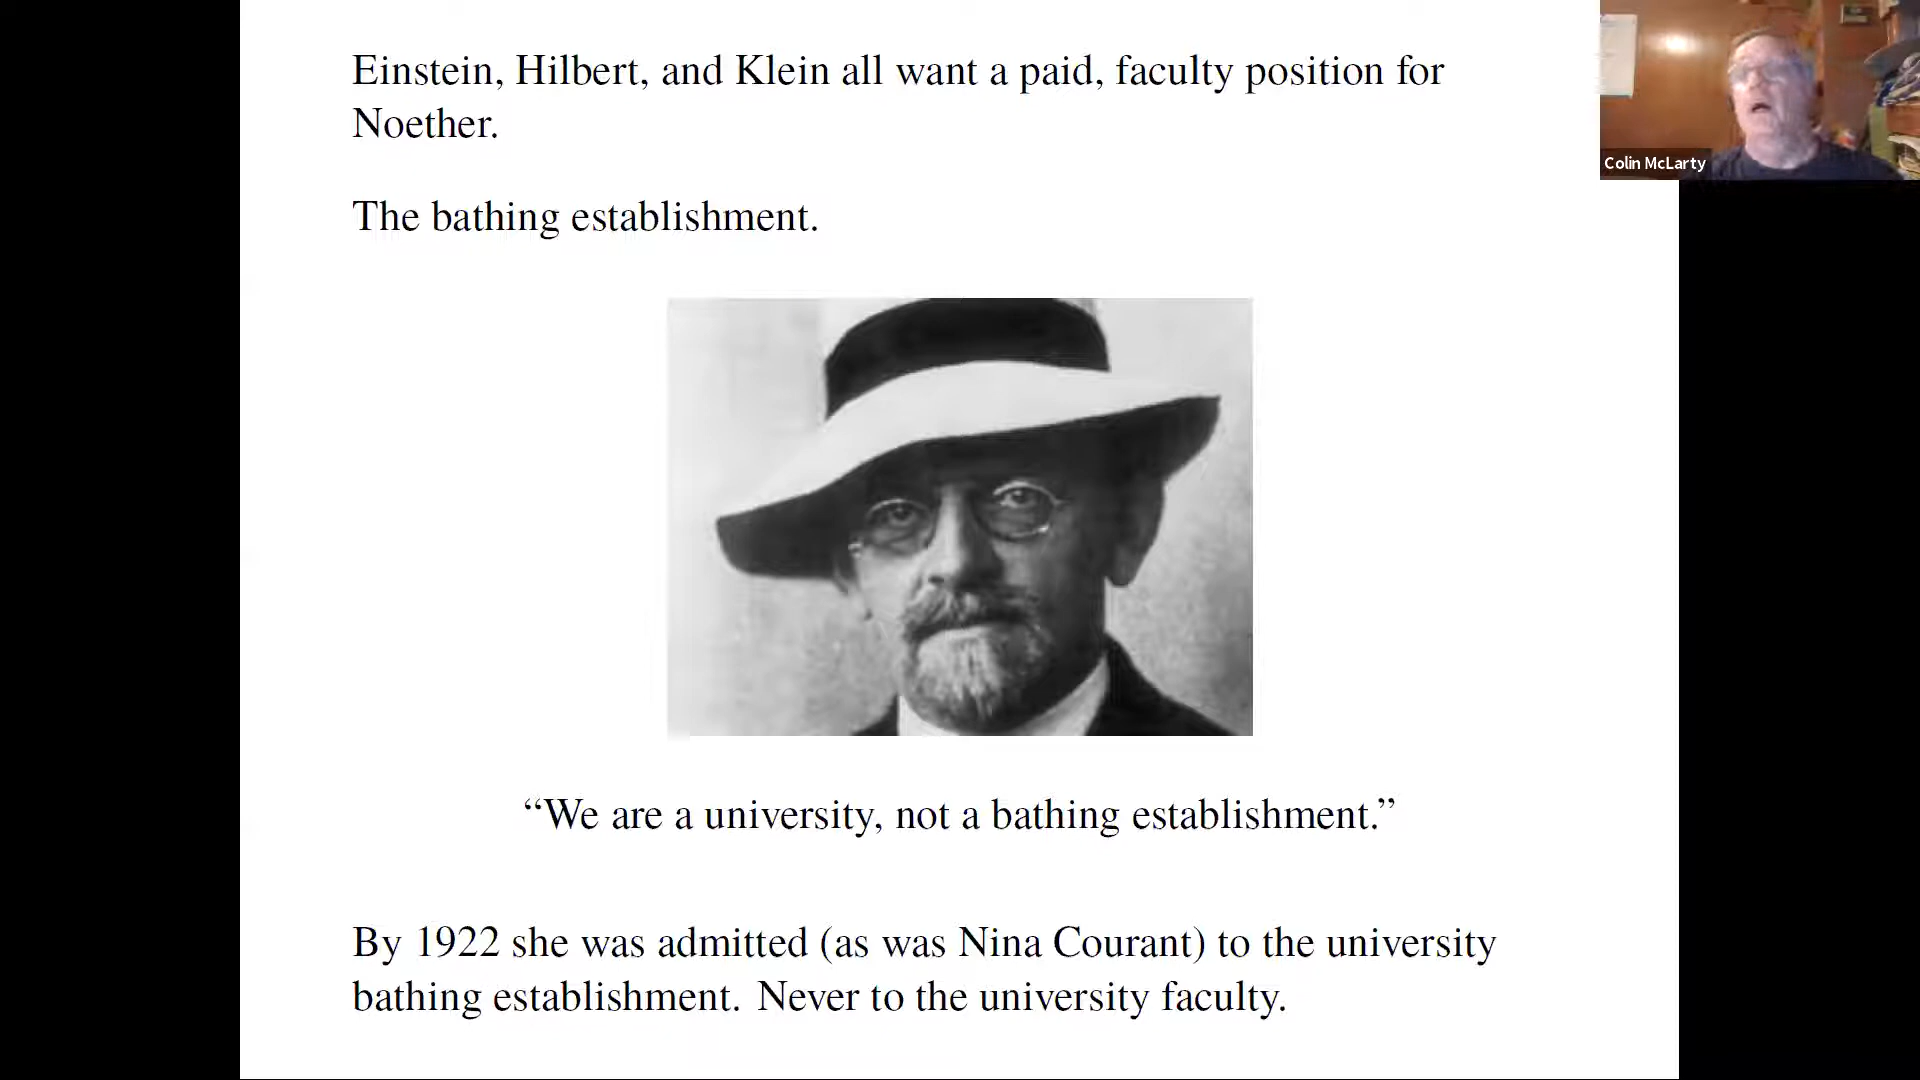 Einstein, Hilbert, and Klein all want a paid, faculty position for
Noether.
Colin McLarty
The bathing establishment.
“We are a university, not a bathing establishment.”
By 1922 she was admitted (as was Nina Courant) to the university
bathing establishment. Never to the university faculty.